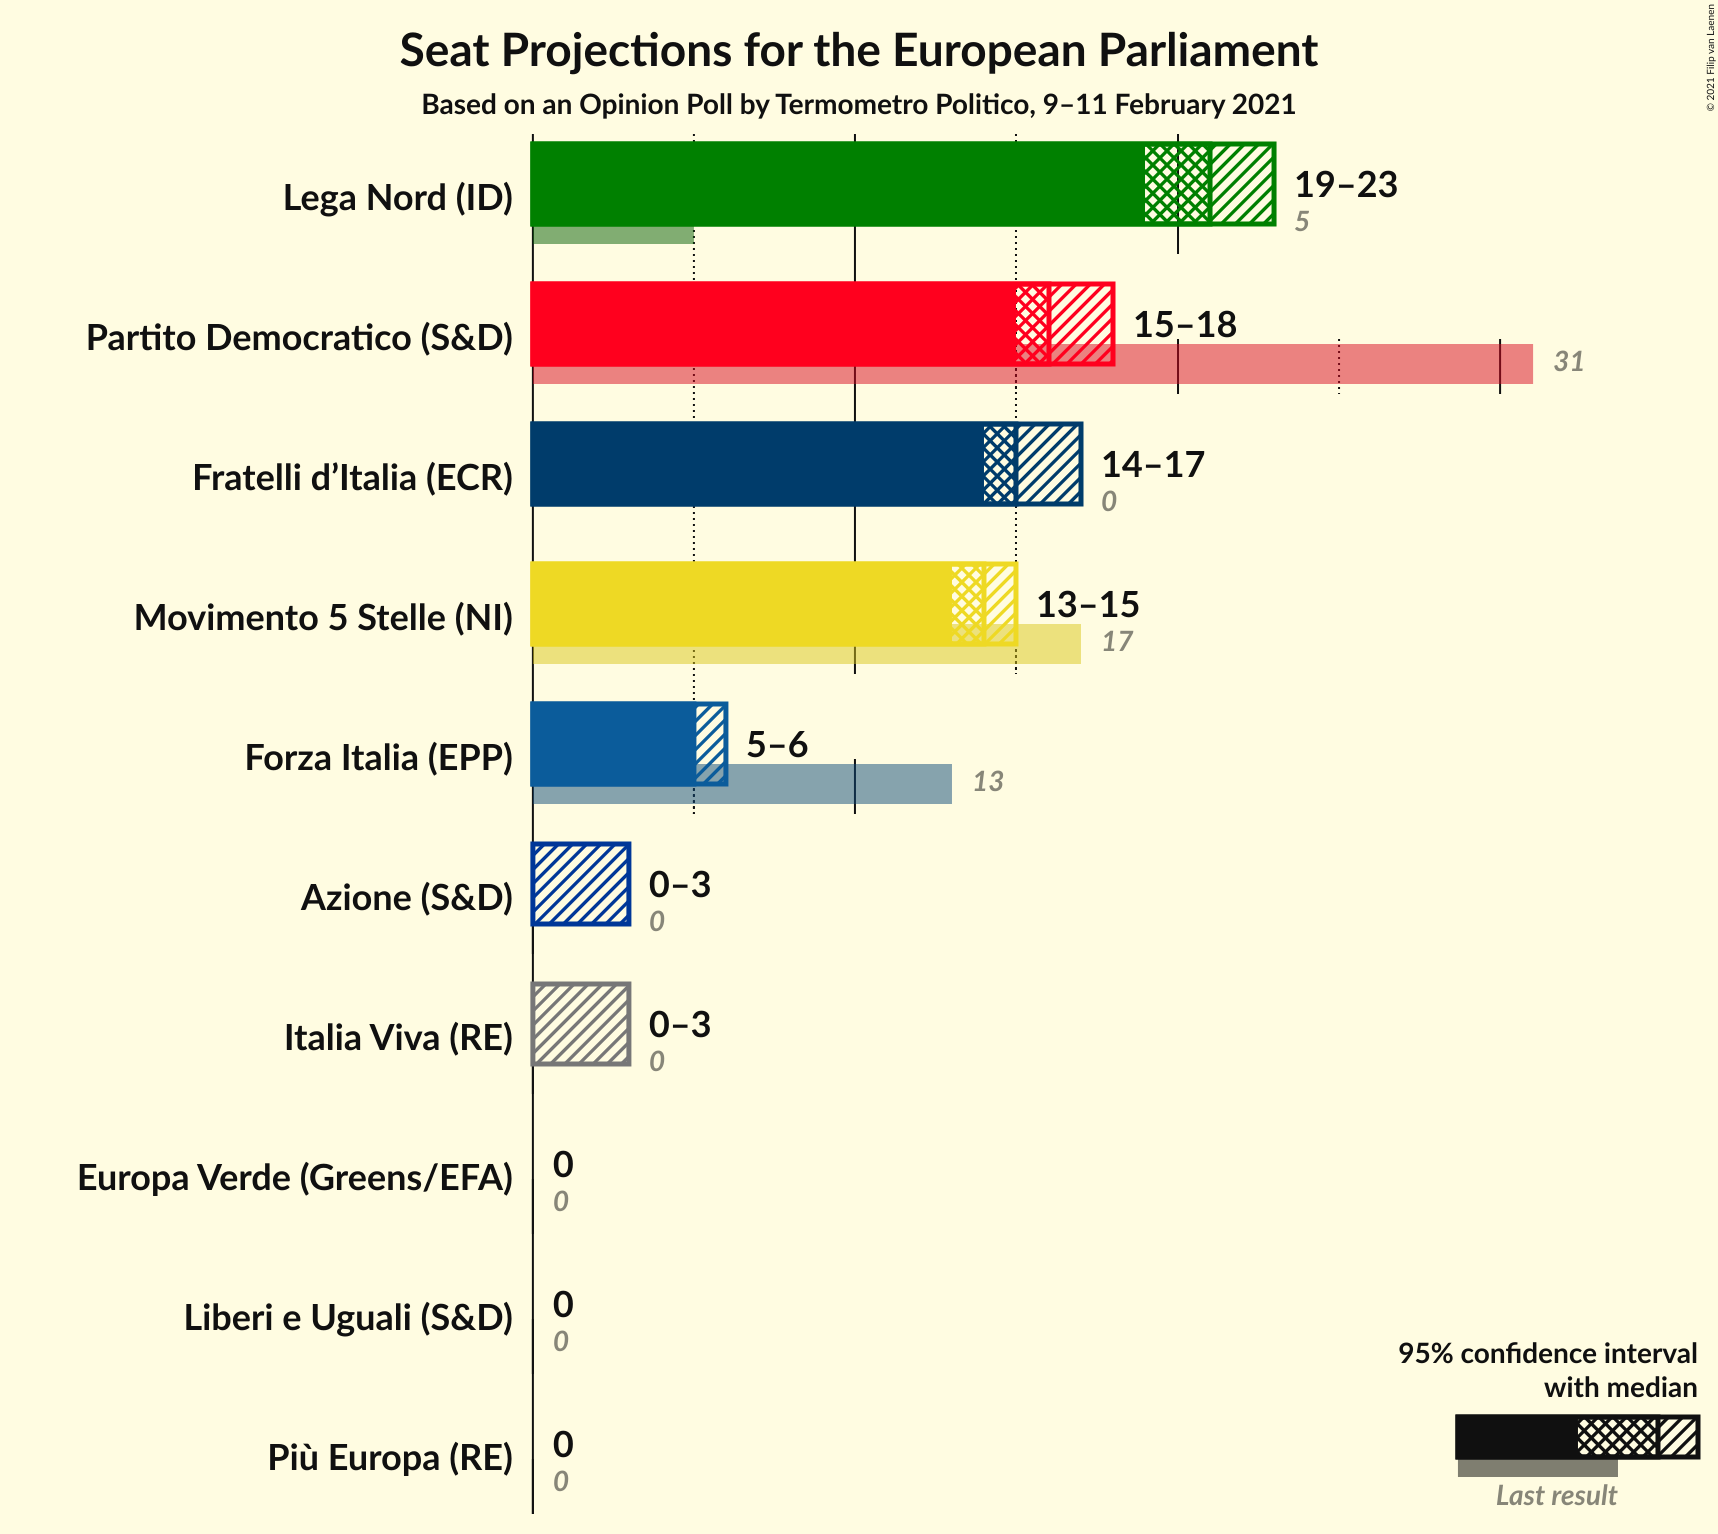 Seat Projections for the European Parliament
Based on an Opinion Poll by Termometro Politico, 9–11 February 2021
© 2021 Filip van Laenen
Lega Nord (ID)
19–23
5
Partito Democratico (S&D)
15–18
31
Fratelli d’Italia (ECR)
14–17
0
Movimento 5 Stelle (NI)
13–15
17
Forza Italia (EPP)
5–6
13
Azione (S&D)
0–3
0
Italia Viva (RE)
0–3
0
Europa Verde (Greens/EFA)
0
0
Liberi e Uguali (S&D)
0
0
Più Europa (RE)
0
0
95% confidence interval
with median
Last result